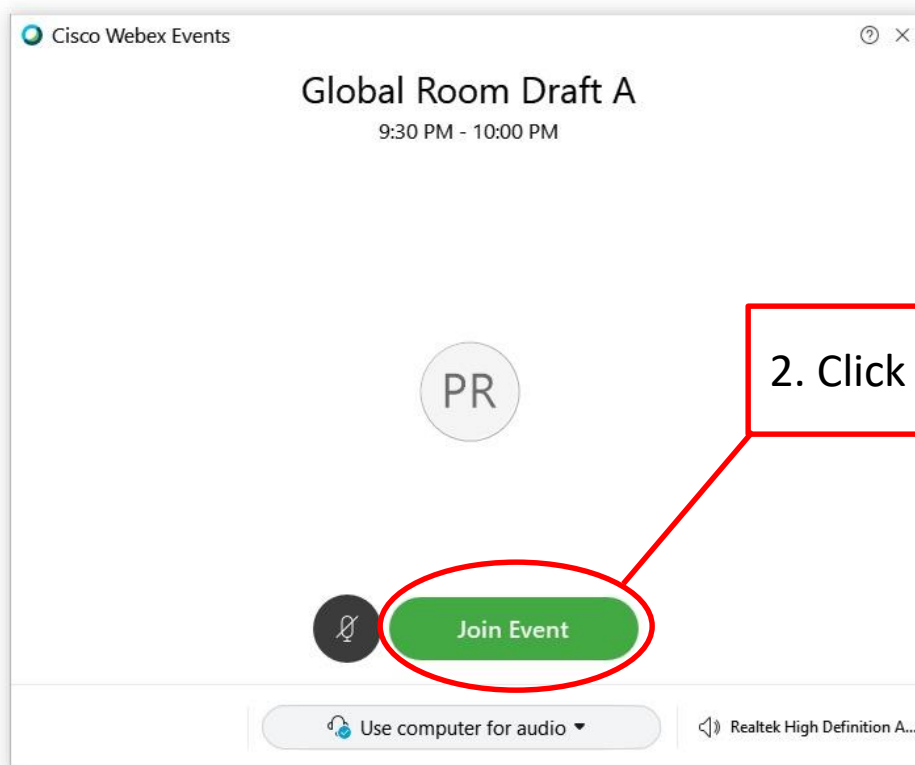 Cisco Webex Events
Global Room Draft A
9:30 PM - 10:00 PM
2. Click
PR
Join Event
Use computer for audio
Realtek High Definition A...